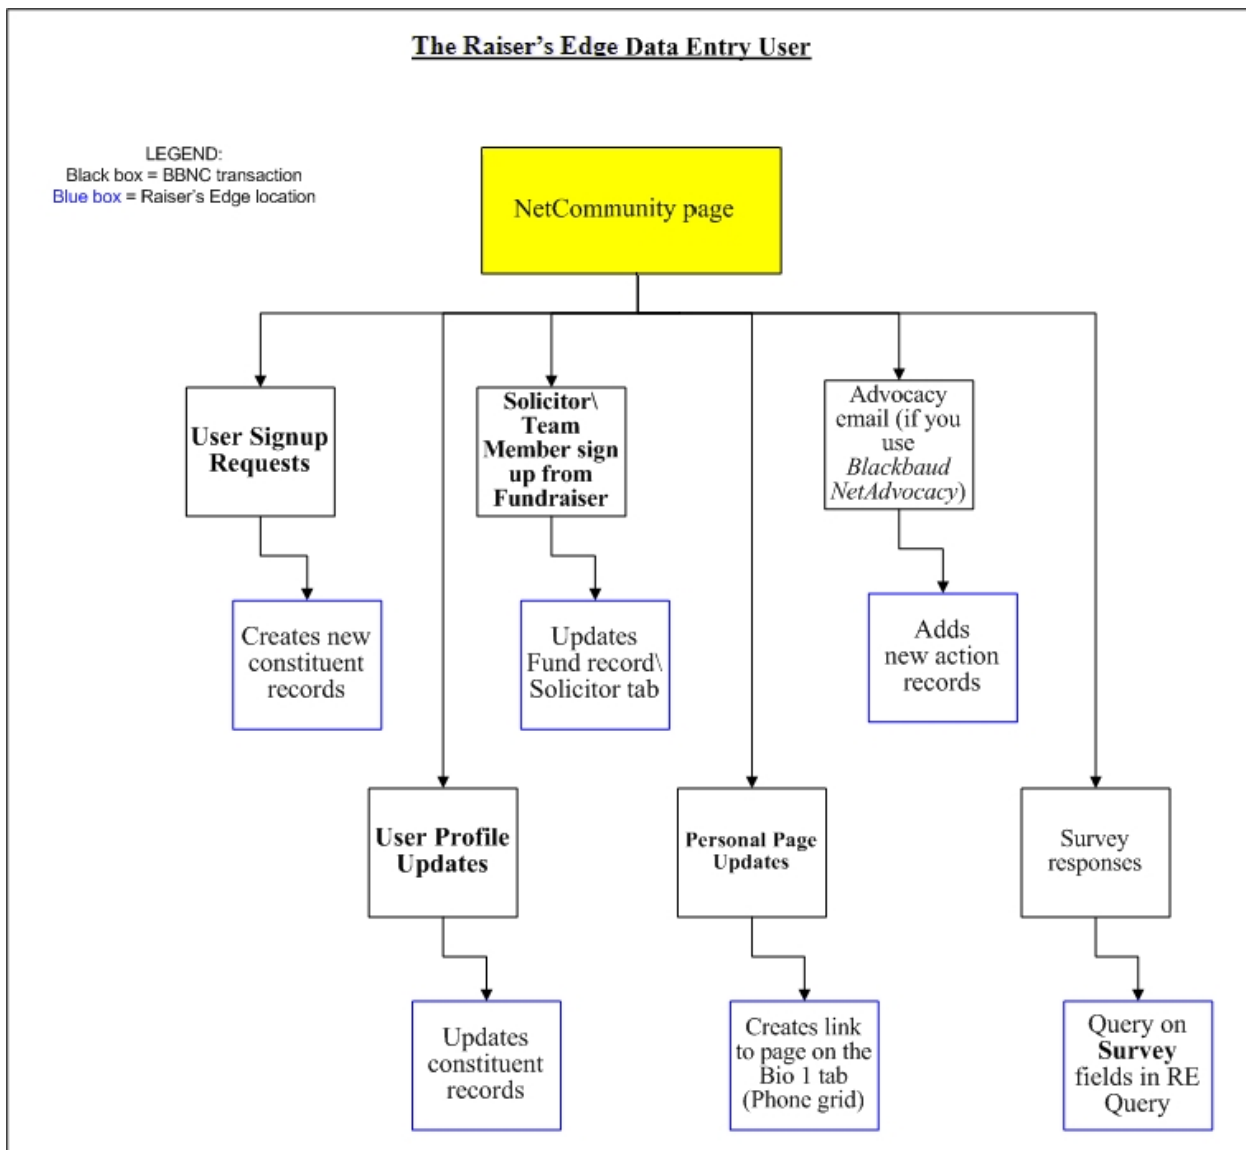 The Raiser's Edge Data Entry User
LEGEND:
Black box = BBNC transaction
Blue box = Raiser's Edge location
NetCommunity page
User Signup
Requests
Solicitor\
Team
Member sign
up from
Fundraiser
Advocacy
email (if you
use
Blackbaud
NetAdvocacy)
Creates new
constituent
records
Updates
Fund record\
Solicitor tab
Adds
new action
records
User Profile
Updates
Personal Page
Updates
Survey
responses
Updates
constituent
records
Creates link
to page on the
Bio 1 tab
(Phone grid)
Query on
Survey
fields in RE
Query